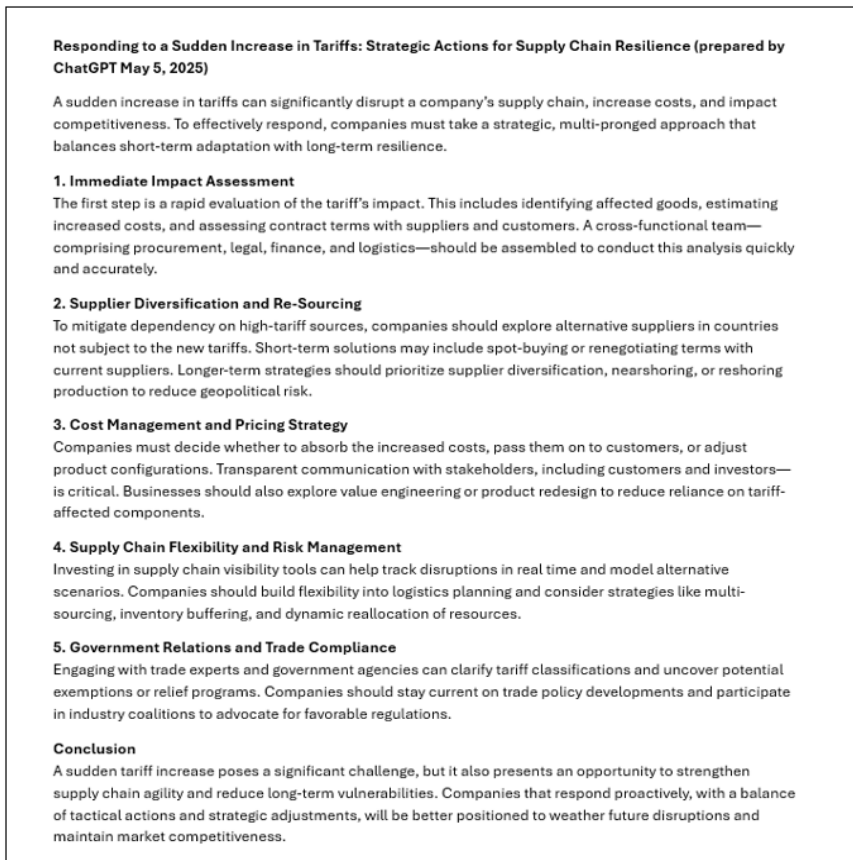 Responding to a Sudden Increase in Tariffs: Strategic Actions for Supply Chain Resilience (prepared by
ChatGPT May 5, 2025)
A sudden increase in tariffs can significantly disrupt a company's supply chain, increase costs, and impact
competitiveness. To effectively respond, companies must take a strategic, multi-pronged approach that
balances short-term adaptation with long-term resilience.
1. Immediate Impact Assessment
The first step is a rapid evaluation of the tariff's impact. This includes identifying affected goods, estimating
increased costs, and assessing contract terms with suppliers and customers. A cross-functional team—
comprising procurement, legal, finance, and logistics—should be assembled to conduct this analysis quickly
and accurately.
2. Supplier Diversification and Re-Sourcing
To mitigate dependency on high-tariff sources, companies should explore alternative suppliers in countries
not subject to the new tariffs. Short-term solutions may include spot-buying or renegotiating terms with
current suppliers. Longer-term strategies should prioritize supplier diversification, nearshoring, or reshoring
production to reduce geopolitical risk.
3. Cost Management and Pricing Strategy
Companies must decide whether to absorb the increased costs, pass them on to customers, or adjust
product configurations. Transparent communication with stakeholders, including customers and investors—
is critical. Businesses should also explore value engineering or product redesign to reduce reliance on tariff-
affected components.
4. Supply Chain Flexibility and Risk Management
Investing in supply chain visibility tools can help track disruptions in real time and model alternative
scenarios. Companies should build flexibility into logistics planning and consider strategies like multi-
sourcing, inventory buffering, and dynamic reallocation of resources.
5. Government Relations and Trade Compliance
Engaging with trade experts and government agencies can clarify tariff classifications and uncover potential
exemptions or relief programs. Companies should stay current on trade policy developments and participate
in industry coalitions to advocate for favorable regulations.
Conclusion
A sudden tariff increase poses a significant challenge, but it also presents an opportunity to strengthen
supply chain agility and reduce long-term vulnerabilities. Companies that respond proactively, with a balance
of tactical actions and strategic adjustments, will be better positioned to weather future disruptions and
maintain market competitiveness.